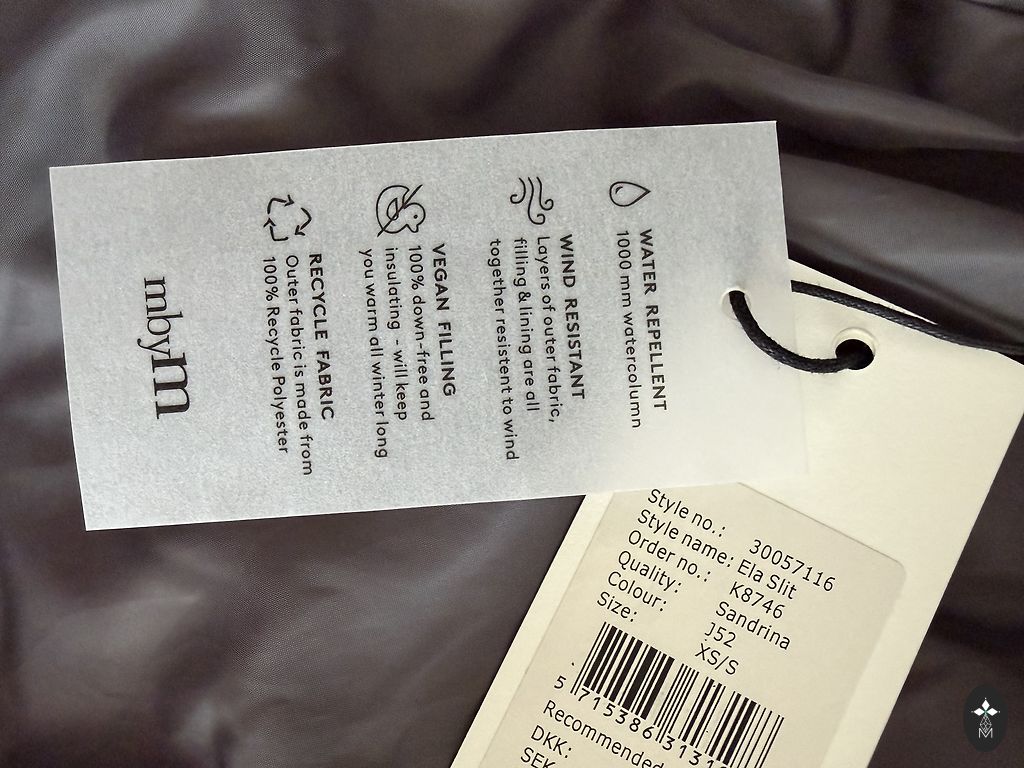 WATER REPELLENT
1000 mm watercolumn
WIND RESISTANT
Layers of outer fabric,
filling & lining are all
together resistent to wind
VEGAN FILLING
100% down-free and
insulating - will keep
you warm all winter long
RECYCLE FABRIC
Outer fabric is made from
100% Recycle Polyester
mbyM
Style no.: 30057116
Style name: Ela Slit
Order no.: K8746
Quality: Sandrina
Colour: J52
Size: XS/S
5 715386 3131
Recommended
DKK:
SEK
M